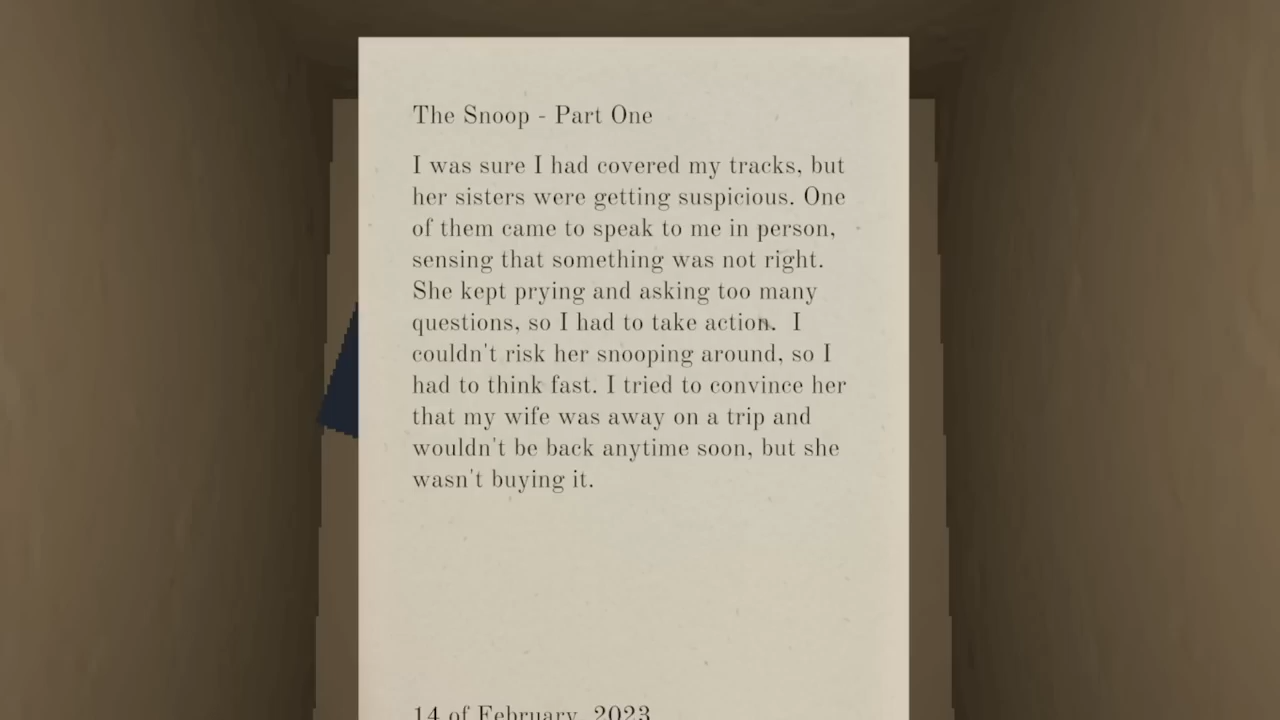 The Snoop - Part One
I was sure I had covered my tracks, but
her sisters were getting suspicious. One
of them came to speak to me in person,
sensing that something was not right.
She kept prying and asking too many
questions, so I had to take action.  I
couldn't risk her snooping around, so I
had to think fast. I tried to convince her
that my wife was away on a trip and
wouldn't be back anytime soon, but she
wasn't buying it.
14 of February, 2023